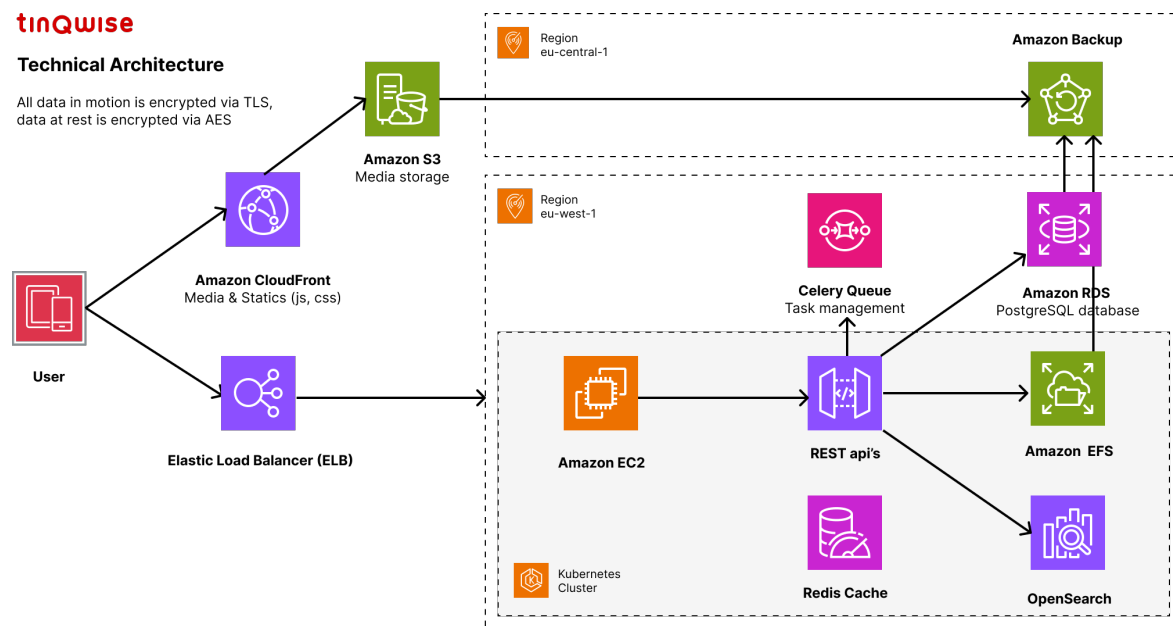 tinQwise
Technical Architecture
All data in motion is encrypted via TLS,
data at rest is encrypted via AES
Region
eu-central-1
Amazon Backup
Amazon S3
Media storage
Region
eu-west-1
Amazon CloudFront
Media & Statics (js, css)
Celery Queue
Task management
Amazon RDS
PostgreSQL database
User
Elastic Load Balancer (ELB)
Amazon EC2
REST api's
Amazon EFS
Kubernetes
Cluster
Redis Cache
OpenSearch